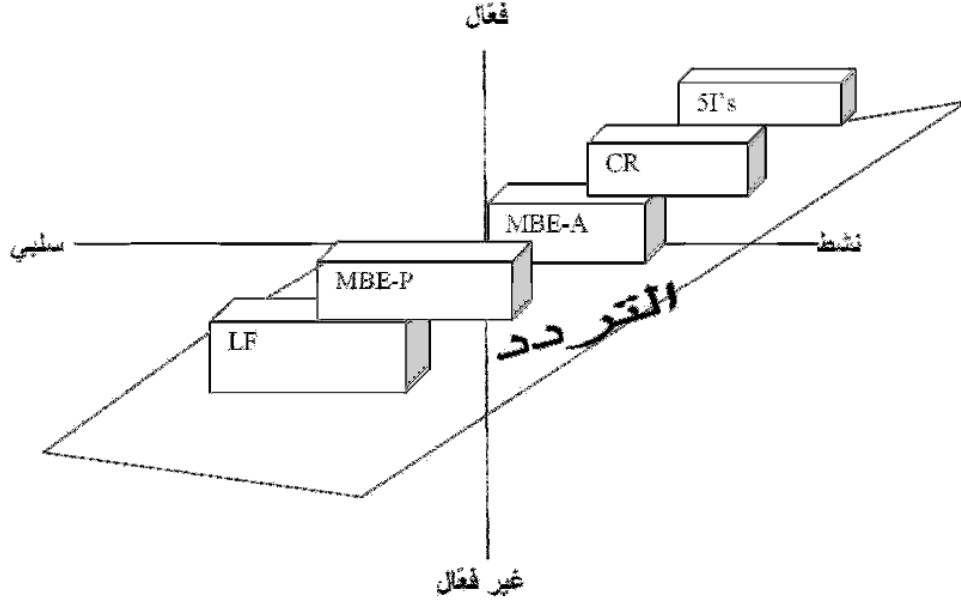 فعّال
5I's
CR
MBE-A
سلبي
نشط
MBE-P
التردد
LF
غير فعّال